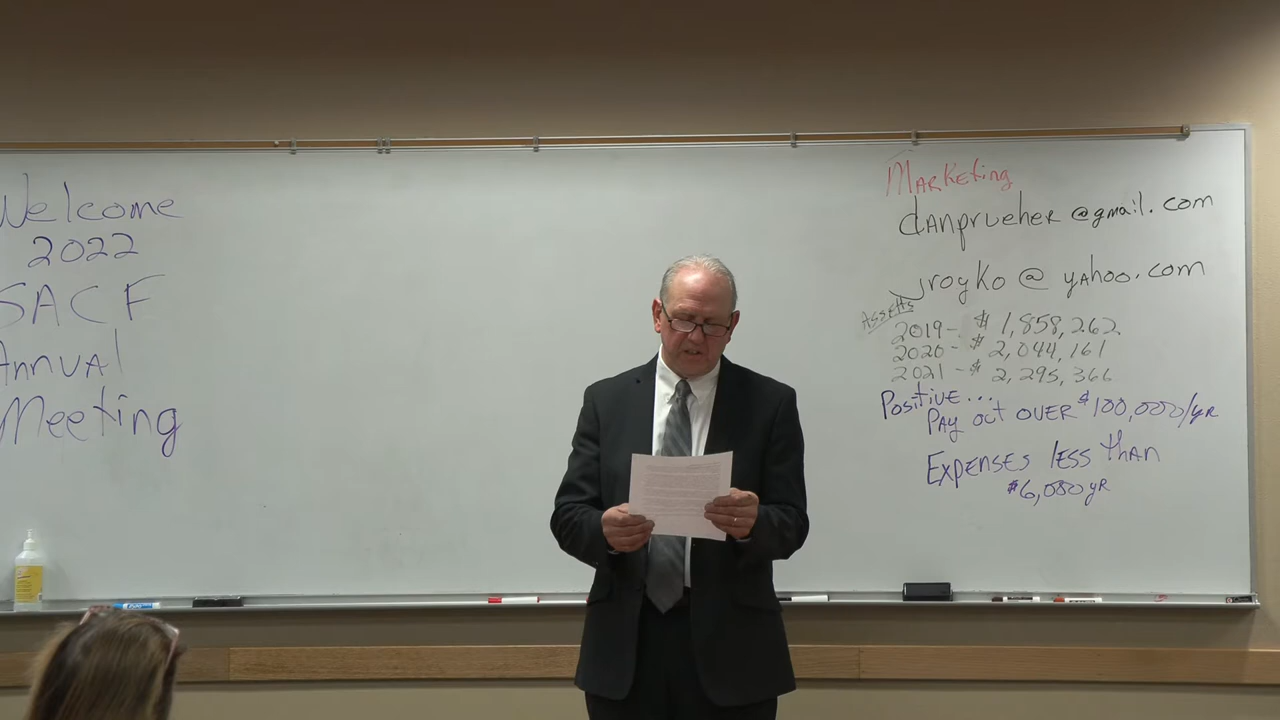 Welcome
2022
SACF
Annual
Meeting
Marketing
danprueher@gmail.com
jroyko@yahoo.com
Assets
2019- $1,858,262
2020- $2,044,161
2021- $2,295,366
Positive...
Pay out over $100,000/yr
Expenses less than
$6,080 yr